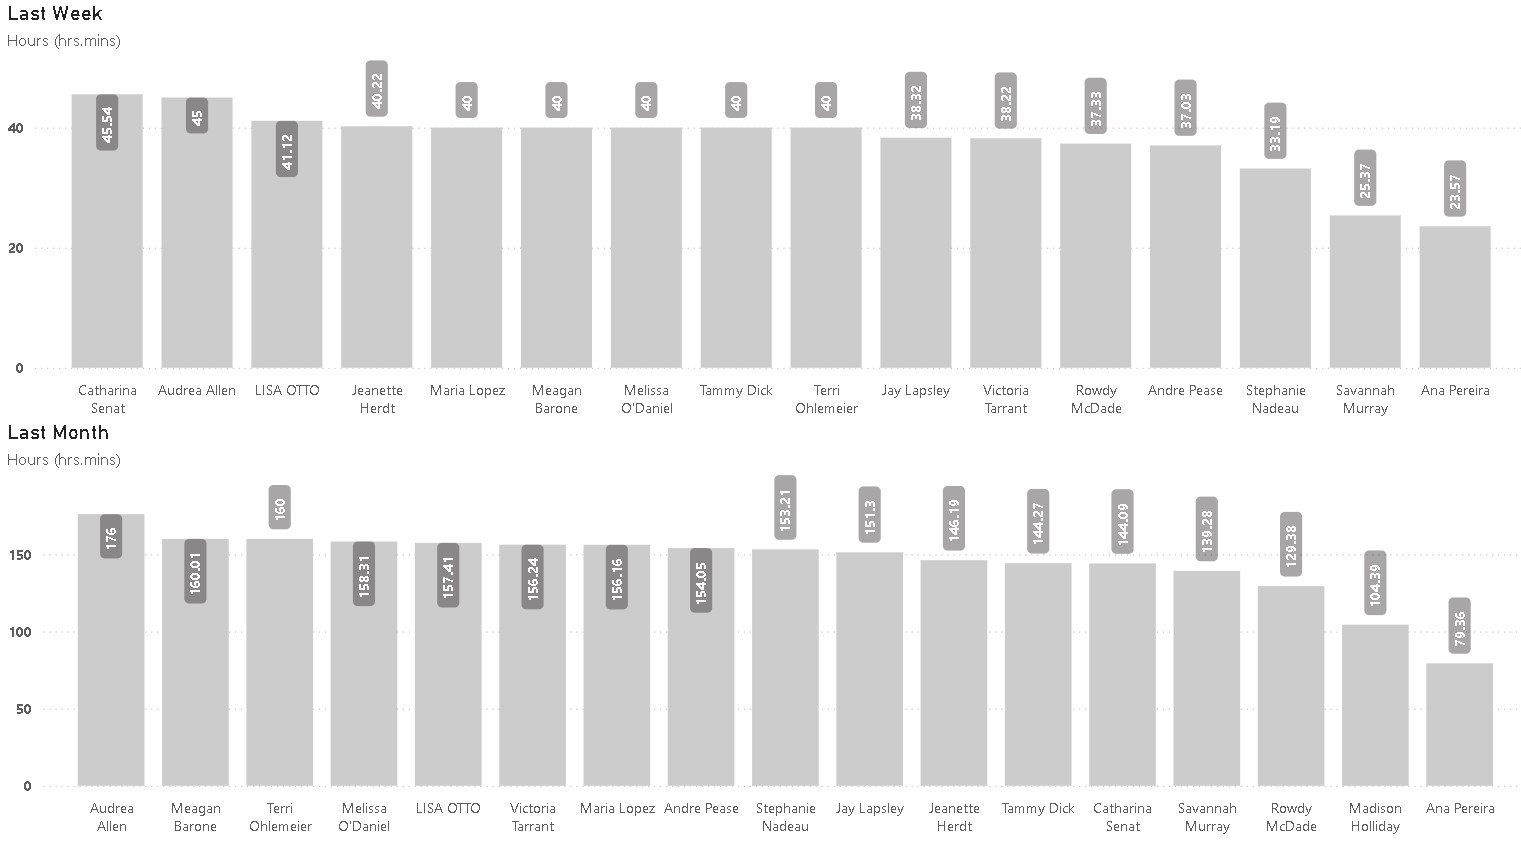 Last Week
Hours (hrs.mins)
40
20
0
45.54
45
41.12
40.22
40
40
40
40
40
38.32
38.22
37.33
37.03
33.19
25.37
23.57
Catharina
Senat
Audrea Allen
LISA OTTO
Jeanette
Herdt
Maria Lopez
Meagan
Barone
Melissa
O'Daniel
Tammy Dick
Terri
Ohlemeier
Jay Lapsley
Victoria
Tarrant
Rowdy
McDade
Andre Pease
Stephanie
Nadeau
Savannah
Murray
Ana Pereira
Last Month
Hours (hrs.mins)
150
100
50
0
176
160.01
160
158.31
157.41
156.24
156.16
154.05
153.21
151.3
146.19
144.27
144.09
139.28
129.38
104.39
79.36
Audrea
Allen
Meagan
Barone
Terri
Ohlemeier
Melissa
O'Daniel
LISA OTTO
Victoria
Tarrant
Maria Lopez
Andre Pease
Stephanie
Nadeau
Jay Lapsley
Jeanette
Herdt
Tammy Dick
Catharina
Senat
Savannah
Murray
Rowdy
McDade
Madison
Holliday
Ana Pereira